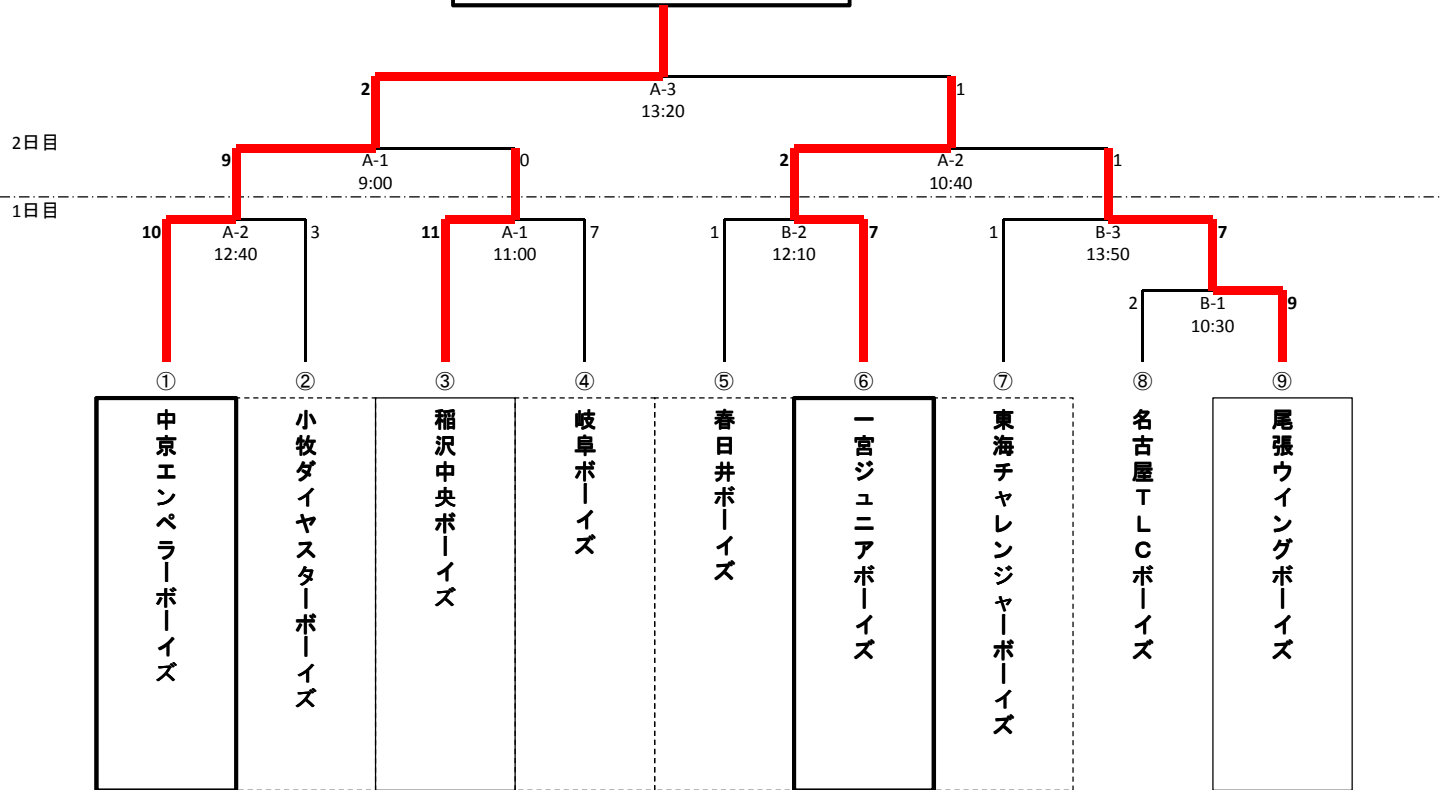 2
A-3
1
13:20
2日目
9
A-1
0
2
A-2
1
9:00
10:40
1日目
10
A-2
3
11
A-1
7
1
B-2
7
1
B-3
7
12:40
11:00
12:10
13:50
2
B-1
9
10:30
①
②
③
④
⑤
⑥
⑦
⑧
⑨
中京エンペラーボーイズ
小牧ダイヤスターボーイズ
稲沢中央ボーイズ
岐阜ボーイズ
春日井ボーイズ
一宮ジュニアボーイズ
東海チャレンジャーボーイズ
名古屋TLCボーイズ
尾張ウイングボーイズ